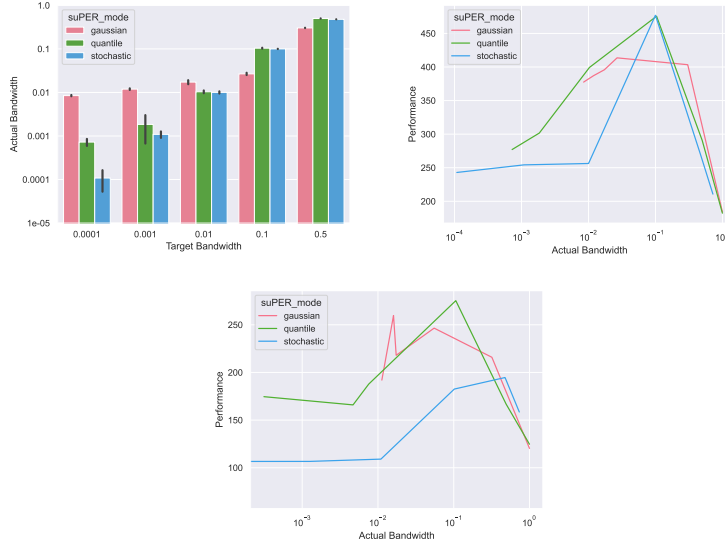 suPER_mode
gaussian
quantile
stochastic
1.0
0.1
0.01
0.001
0.0001
1e-05
Actual Bandwidth
0.0001 0.001 0.01 0.1 0.5
Target Bandwidth
suPER_mode
gaussian
quantile
stochastic
450
400
350
300
250
200
Performance
10⁻⁴ 10⁻³ 10⁻² 10⁻¹ 10
Actual Bandwidth
suPER_mode
gaussian
quantile
stochastic
250
200
150
100
Performance
10⁻³ 10⁻² 10⁻¹ 10⁰
Actual Bandwidth